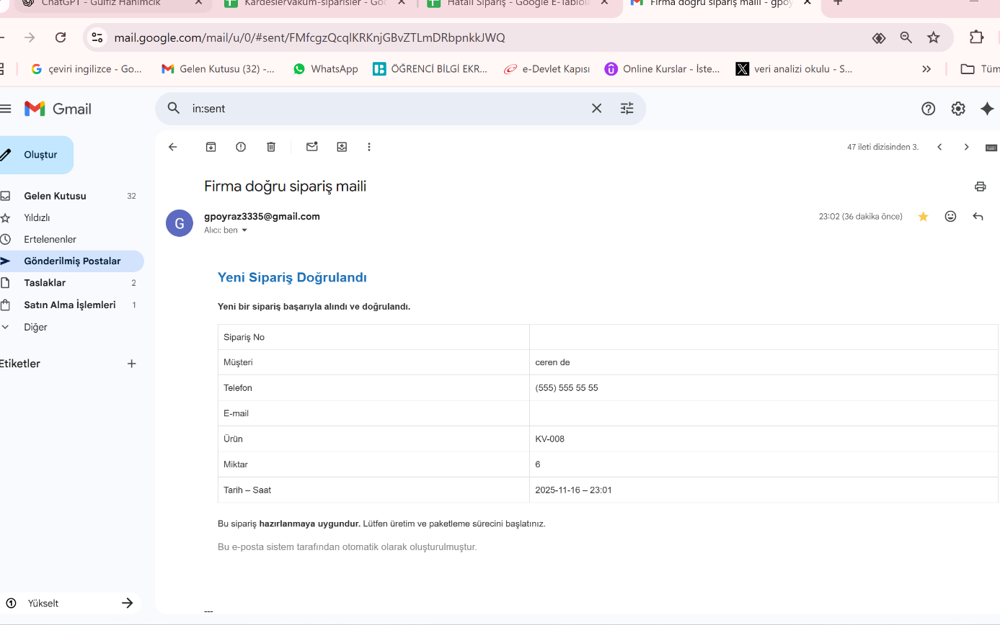 ChatGPT - Gülfiz Hanımcık
KardeslerVakum-siparisler - Goo
Hatalı Sipariş - Google E-Tablola
Firma doğru sipariş maili - gpoy
mail.google.com/mail/u/0/#sent/FMfcgzQcqlKRKnjGBvZTLmDRbpnkkJWQ
çeviri ingilizce - Go...
Gelen Kutusu (32) -...
WhatsApp
ÖĞRENCİ BİLGİ EKR...
e-Devlet Kapısı
Online Kurslar - İste...
veri analizi okulu - S...
Tüm
Gmail
in:sent
Oluştur
47 ileti dizisinden 3.
Gelen Kutusu 32
Yıldızlı
Ertelenenler
Gönderilmiş Postalar
Taslaklar 2
Satın Alma İşlemleri 1
Diğer
Etiketler
Yükselt
Firma doğru sipariş maili
G
gpoyraz3335@gmail.com
23:02 (36 dakika önce)
Alıcı: ben
Yeni Sipariş Doğrulandı
Yeni bir sipariş başarıyla alındı ve doğrulandı.
Sipariş No
Müşteri ceren de
Telefon (555) 555 55 55
E-mail
Ürün KV-008
Miktar 6
Tarih – Saat 2025-11-16 – 23:01
Bu sipariş hazırlanmaya uygundur. Lütfen üretim ve paketleme sürecini başlatınız.
Bu e-posta sistem tarafından otomatik olarak oluşturulmuştur.
---